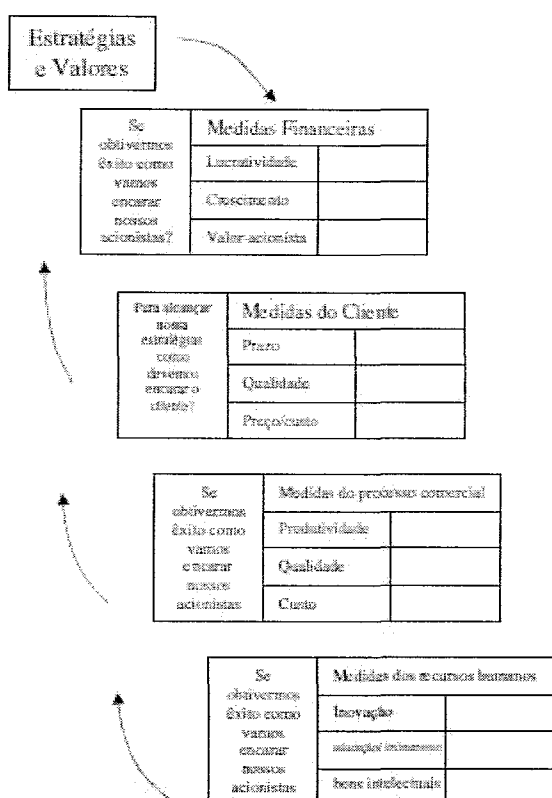 Estratégias
e Valores
Se
obtivermos
êxito como
vamos
encarar
nossos
acionistas?
Medidas Financeiras
Lucratividade
Crescimento
Valor-acionista
Para alcançar
nossa
estratégias
como
devemos
encarar o
cliente?
Medidas do Cliente
Prazo
Qualidade
Preço/custo
Se
obtivermos
êxito como
vamos
encarar
nossos
acionistas
Medidas do processo comercial
Produtividade
Qualidade
Custo
Se
obtivermos
êxito como
vamos
encarar
nossos
acionistas
Medidas dos recursos humanos
Inovação
bens intelectuais